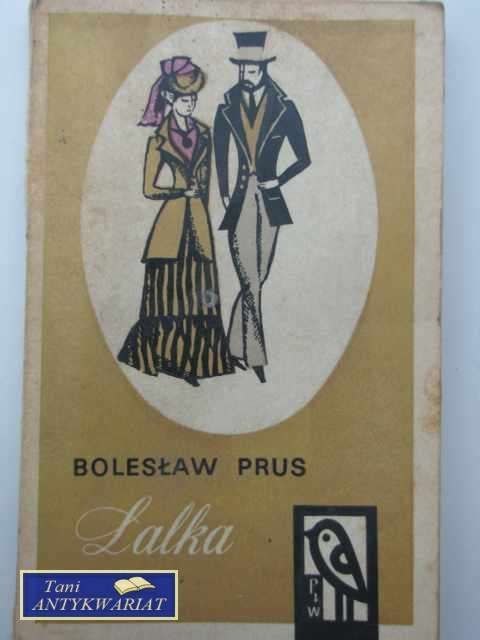 BOLESŁAW PRUS
Lalka
PIW
Tani
ANTYKWARIAT